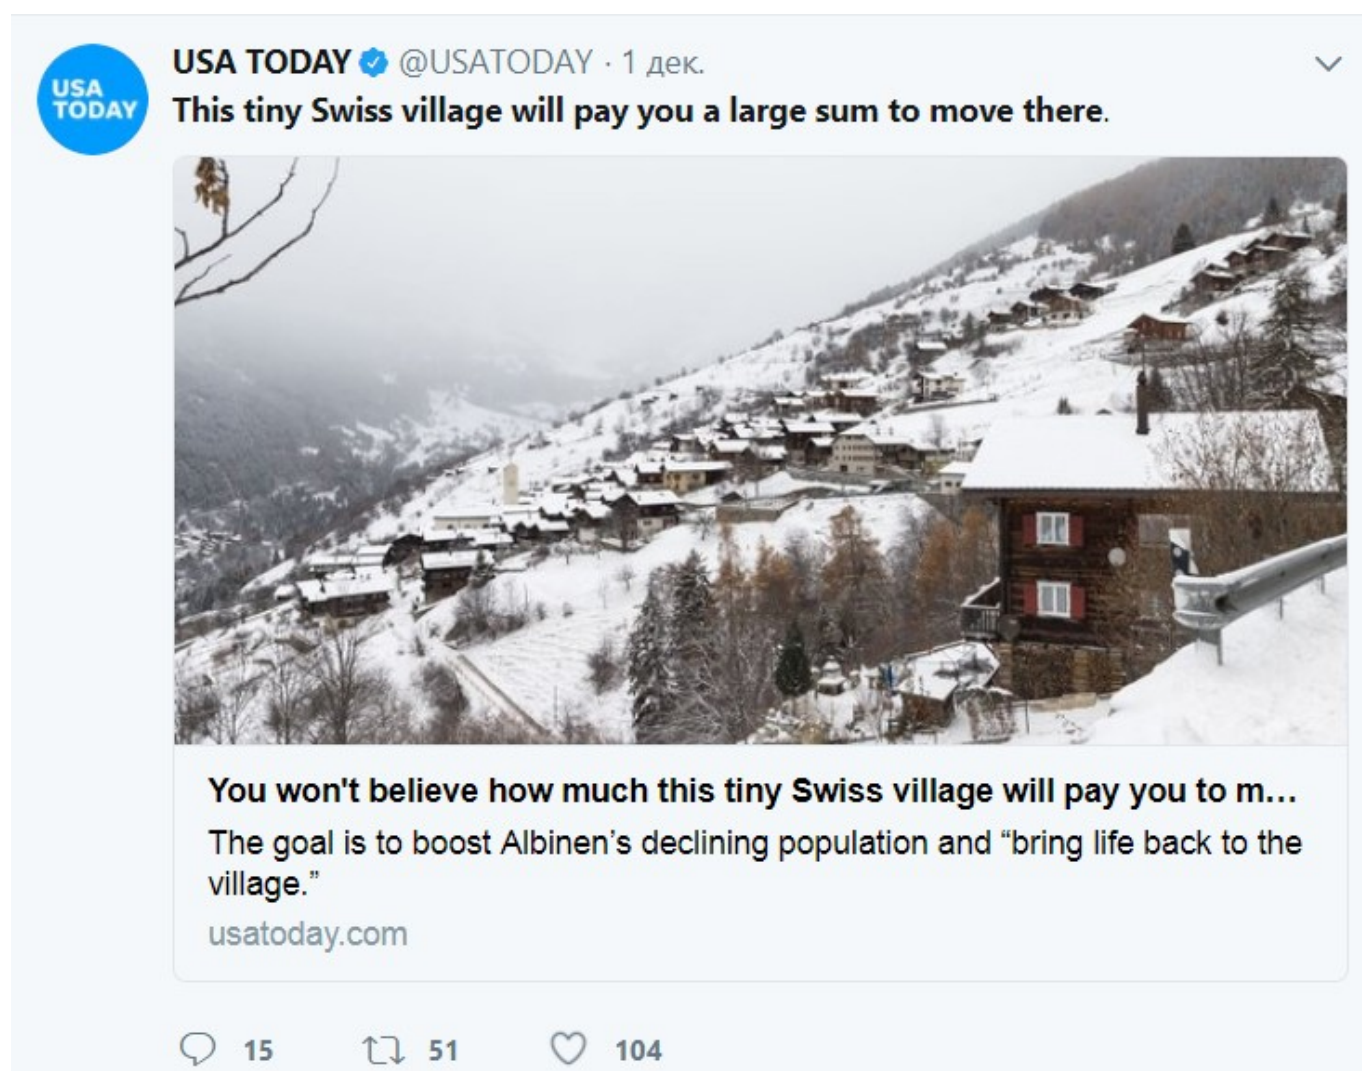 USA
TODAY
USA TODAY @USATODAY · 1 дек.
This tiny Swiss village will pay you a large sum to move there.
You won't believe how much this tiny Swiss village will pay you to m...
The goal is to boost Albinen’s declining population and “bring life back to the
village.”
usatoday.com
15 51 104